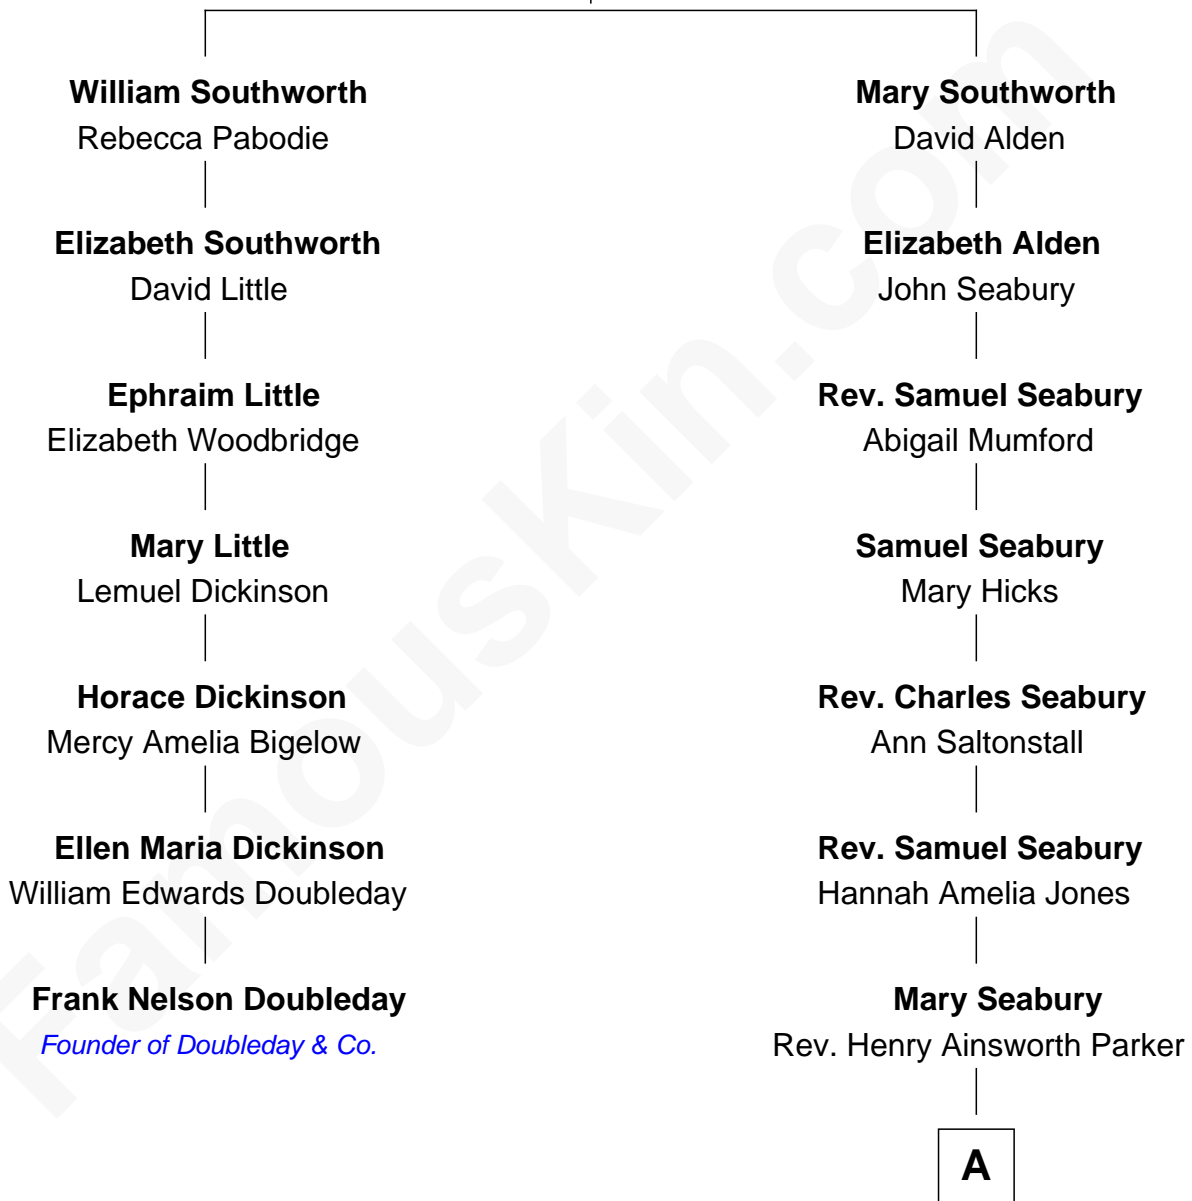 William Southworth
Rebecca Pabodie
Elizabeth Southworth
David Little
Ephraim Little
Elizabeth Woodbridge
Mary Little
Lemuel Dickinson
Horace Dickinson
Mercy Amelia Bigelow
Ellen Maria Dickinson
William Edwards Doubleday
Frank Nelson Doubleday
Founder of Doubleday & Co.
Mary Southworth
David Alden
Elizabeth Alden
John Seabury
Rev. Samuel Seabury
Abigail Mumford
Samuel Seabury
Mary Hicks
Rev. Charles Seabury
Ann Saltonstall
Rev. Samuel Seabury
Hannah Amelia Jones
Mary Seabury
Rev. Henry Ainsworth Parker
A
FamousKin.com